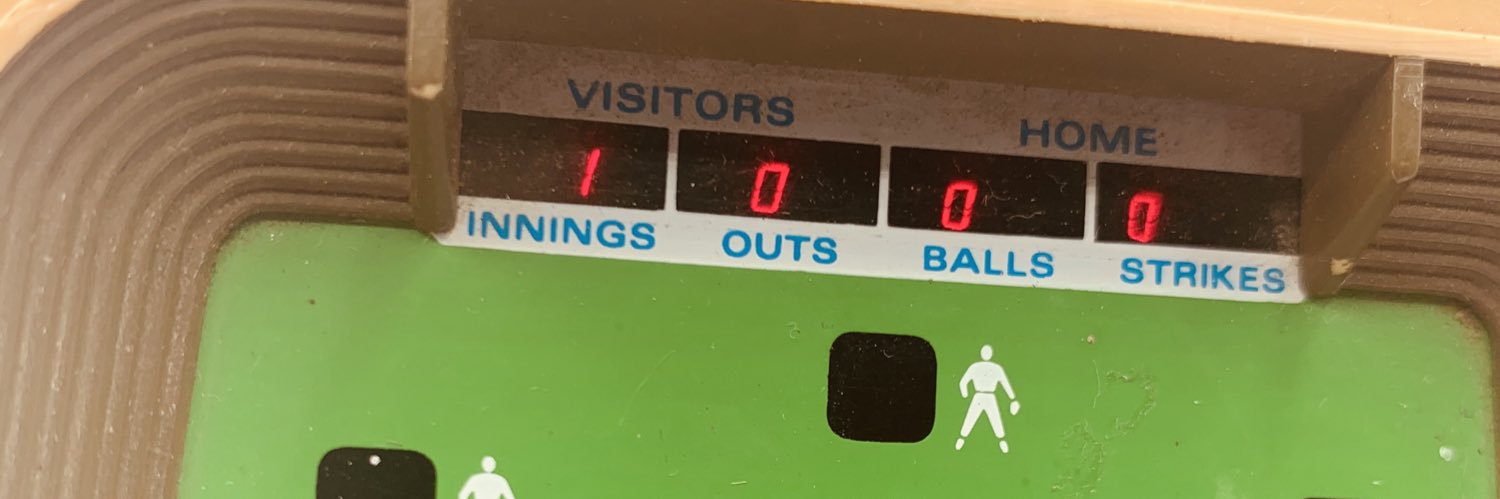 VISITORS HOME
1 0 0 0
INNINGS OUTS BALLS STRIKES